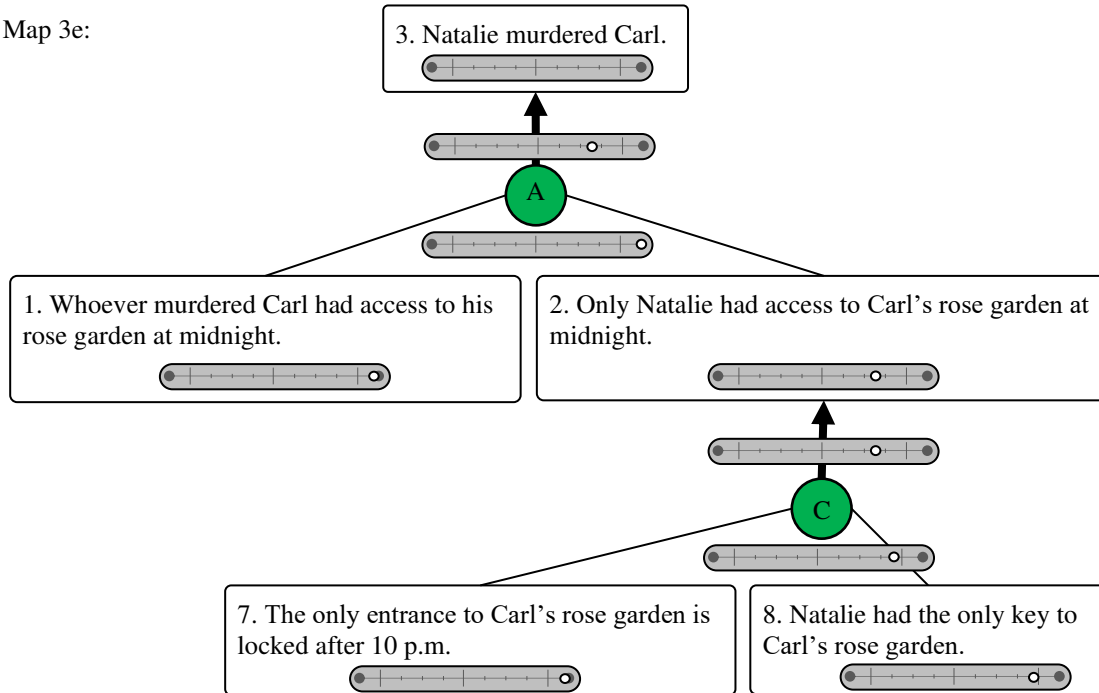 Map 3e:
3. Natalie murdered Carl.
A
1. Whoever murdered Carl had access to his
rose garden at midnight.
2. Only Natalie had access to Carl’s rose garden at
midnight.
C
7. The only entrance to Carl’s rose garden is
locked after 10 p.m.
8. Natalie had the only key to
Carl’s rose garden.